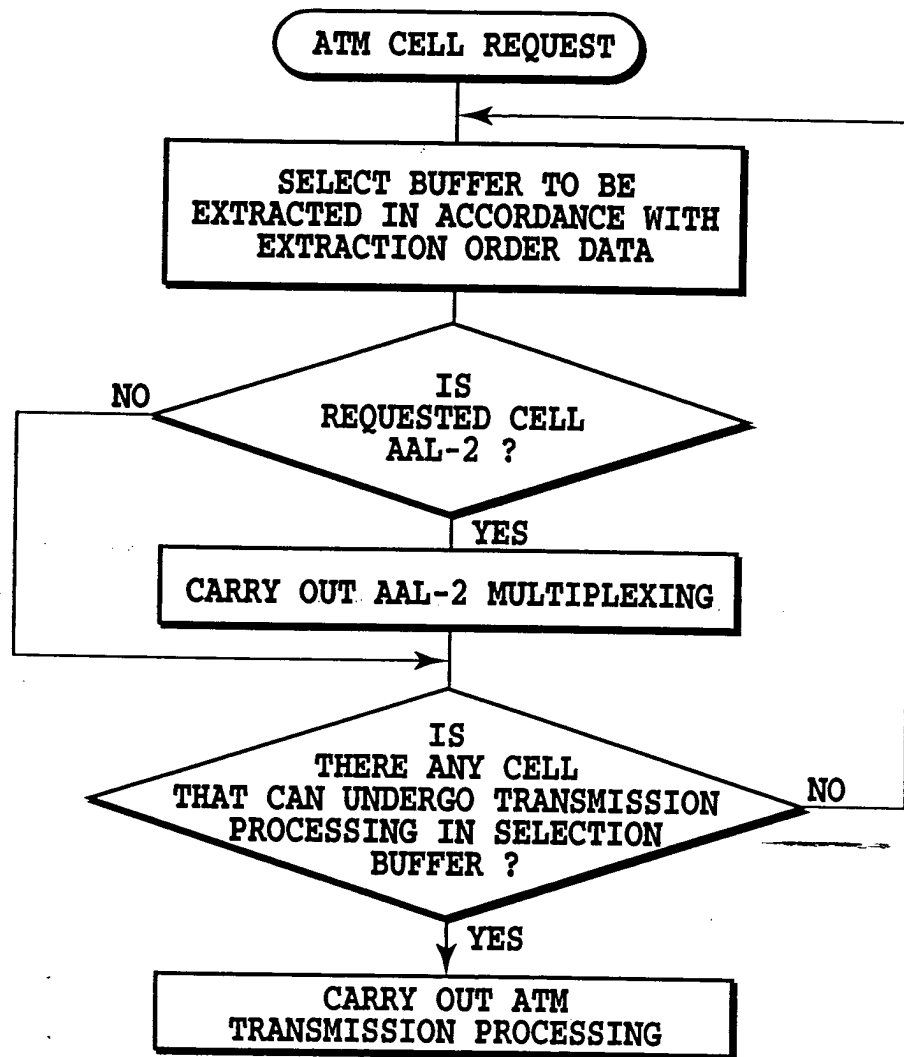 ATM CELL REQUEST
SELECT BUFFER TO BE
EXTRACTED IN ACCORDANCE WITH
EXTRACTION ORDER DATA
NO
IS
REQUESTED CELL
AAL-2 ?
YES
CARRY OUT AAL-2 MULTIPLEXING
IS
THERE ANY CELL
THAT CAN UNDERGO TRANSMISSION
PROCESSING IN SELECTION
BUFFER ?
NO
YES
CARRY OUT ATM
TRANSMISSION PROCESSING